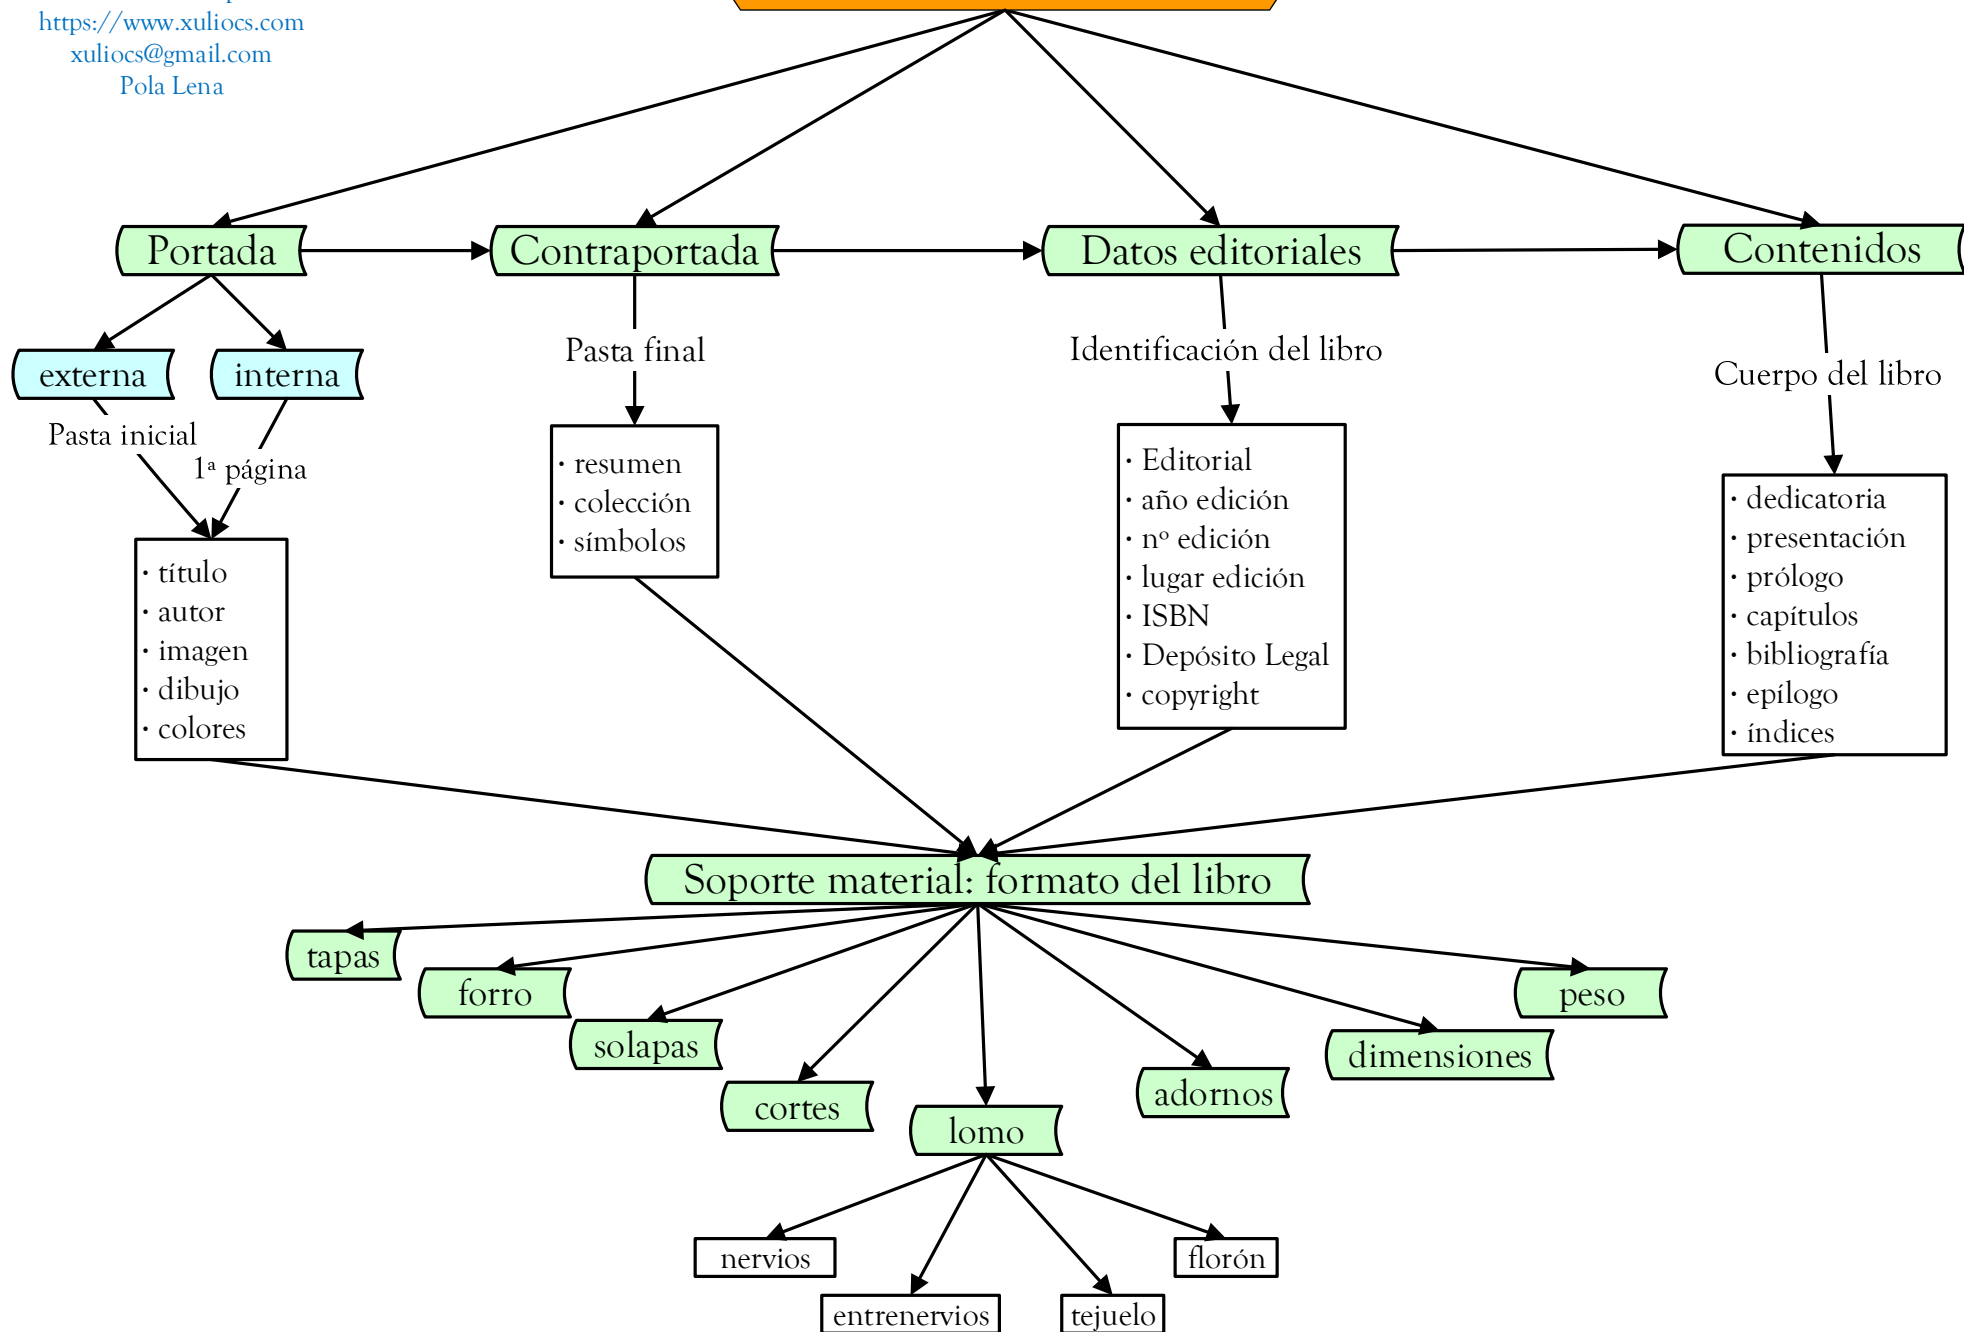 https://www.xuliocs.com
xuliocs@gmail.com
Pola Lena
Portada
Contraportada
Datos editoriales
Contenidos
externa
interna
Pasta inicial
1ª página
Pasta final
Identificación del libro
Cuerpo del libro
· título
· autor
· imagen
· dibujo
· colores
· resumen
· colección
· símbolos
· Editorial
· año edición
· nº edición
· lugar edición
· ISBN
· Depósito Legal
· copyright
· dedicatoria
· presentación
· prólogo
· capítulos
· bibliografía
· epílogo
· índices
Soporte material: formato del libro
tapas
forro
solapas
cortes
lomo
adornos
dimensiones
peso
nervios
entrenervios
tejuelo
florón